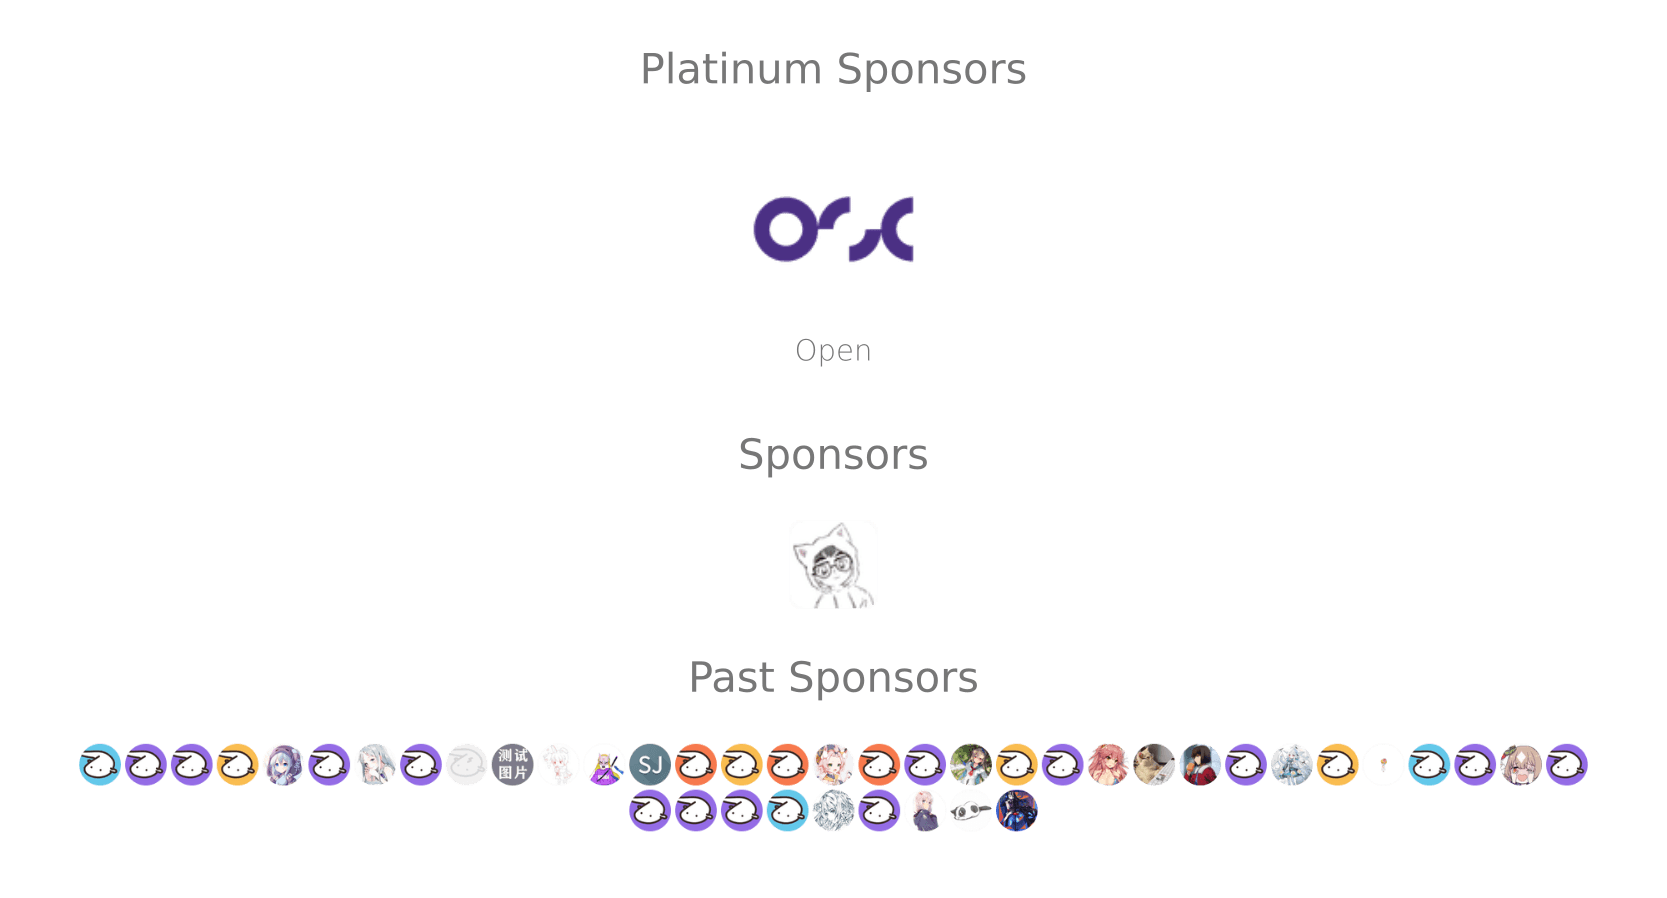 Platinum Sponsors
Open
Sponsors
Past Sponsors
测试
图片
SJ